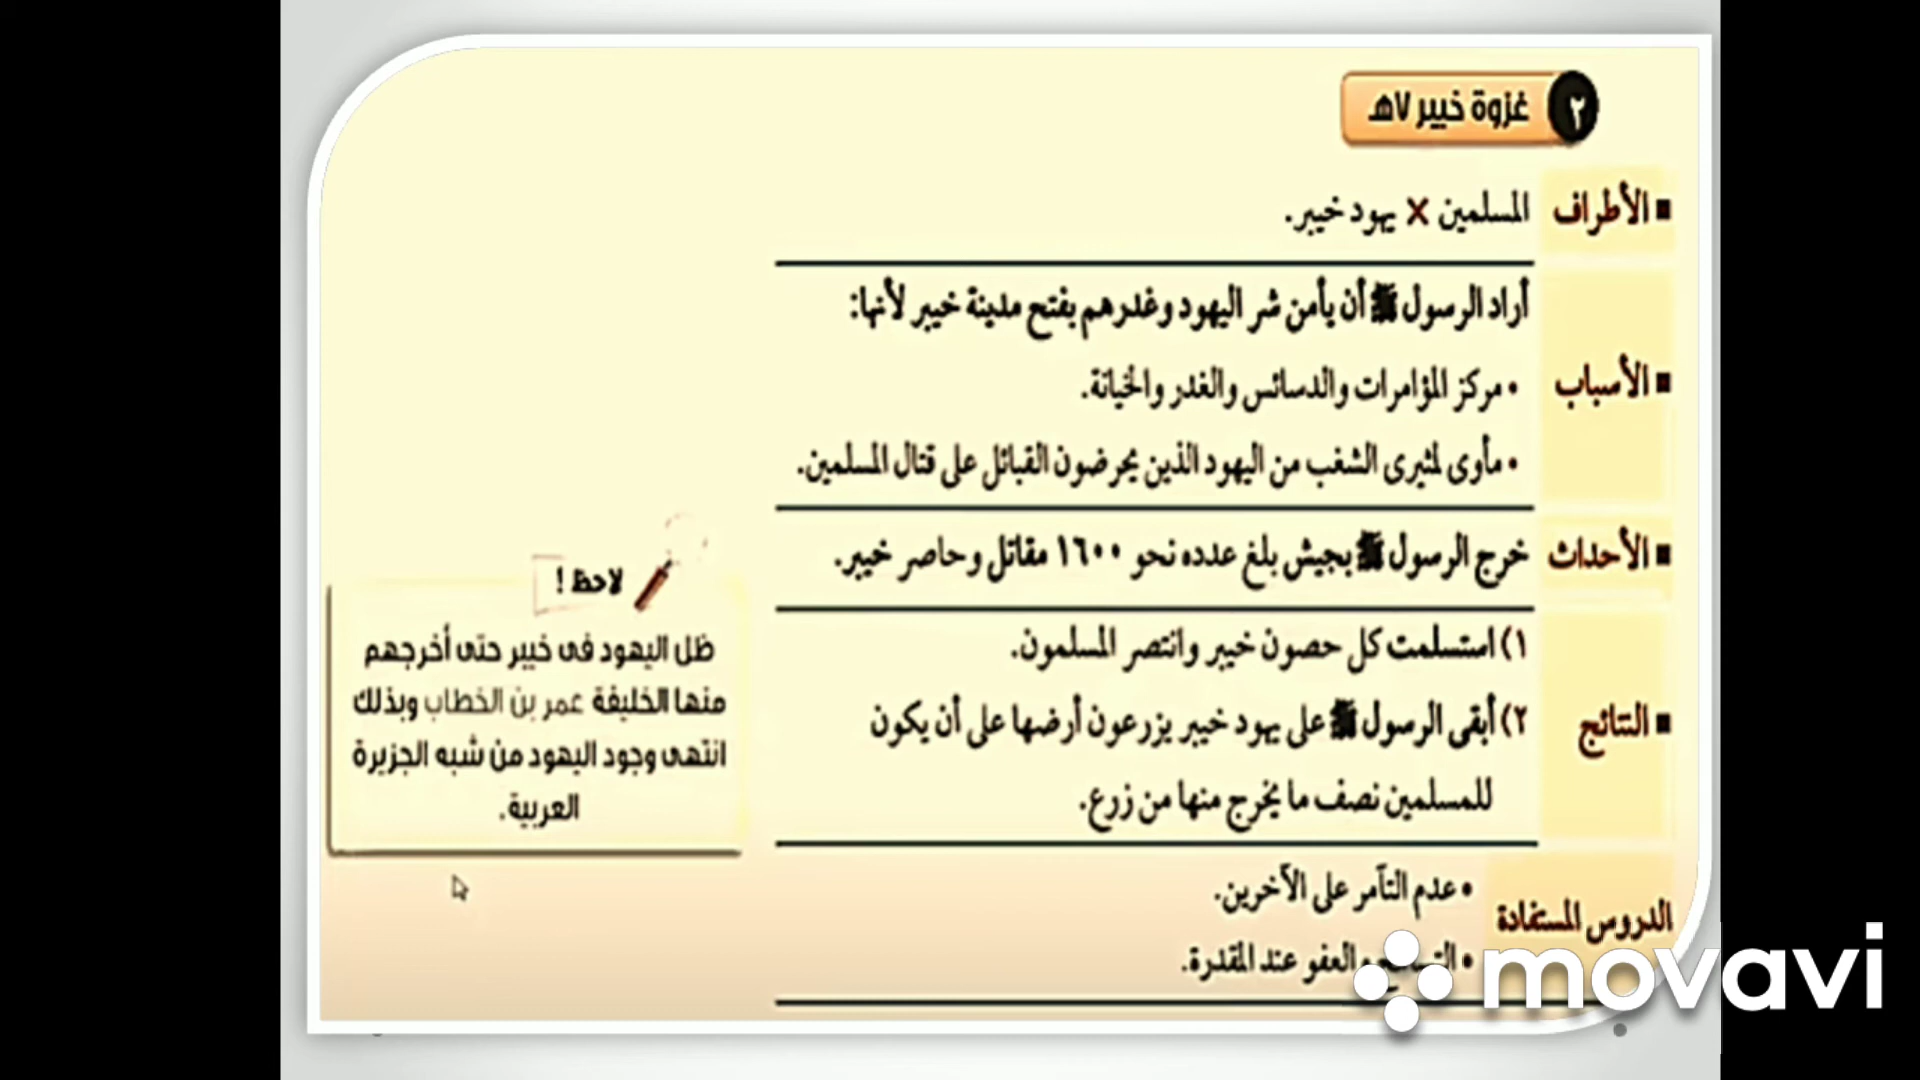 ٢ غزوة خيبر ٧هـ
▪ الأطراف المسلمين × يهود خيبر.
أراد الرسول ﷺ أن يأمن شر اليهود وغدرهم بفتح مدينة خيبر لأنها:
▪ الأسباب
• مركز المؤامرات والدسائس والغدر والخيانة.
• مأوى لمثيرى الشغب من اليهود الذين يحرضون القبائل على قتال المسلمين.
▪ الأحداث خرج الرسول ﷺ بجيش بلغ عدده نحو ١٦٠٠ مقاتل وحاصر خيبر.
▪ النتائج
١) استسلمت كل حصون خيبر وانتصر المسلمون.
٢) أبقى الرسول ﷺ على يهود خيبر يزرعون أرضها على أن يكون
للمسلمين نصف ما يخرج منها من زرع.
لاحظ !
ظل اليهود فى خيبر حتى أخرجهم
منها الخليفة عمر بن الخطاب وبذلك
انتهى وجود اليهود من شبه الجزيرة
العربية.
الدروس المستفادة
• عدم التآمر على الآخرين.
• والعفو عند المقدرة.
movavi